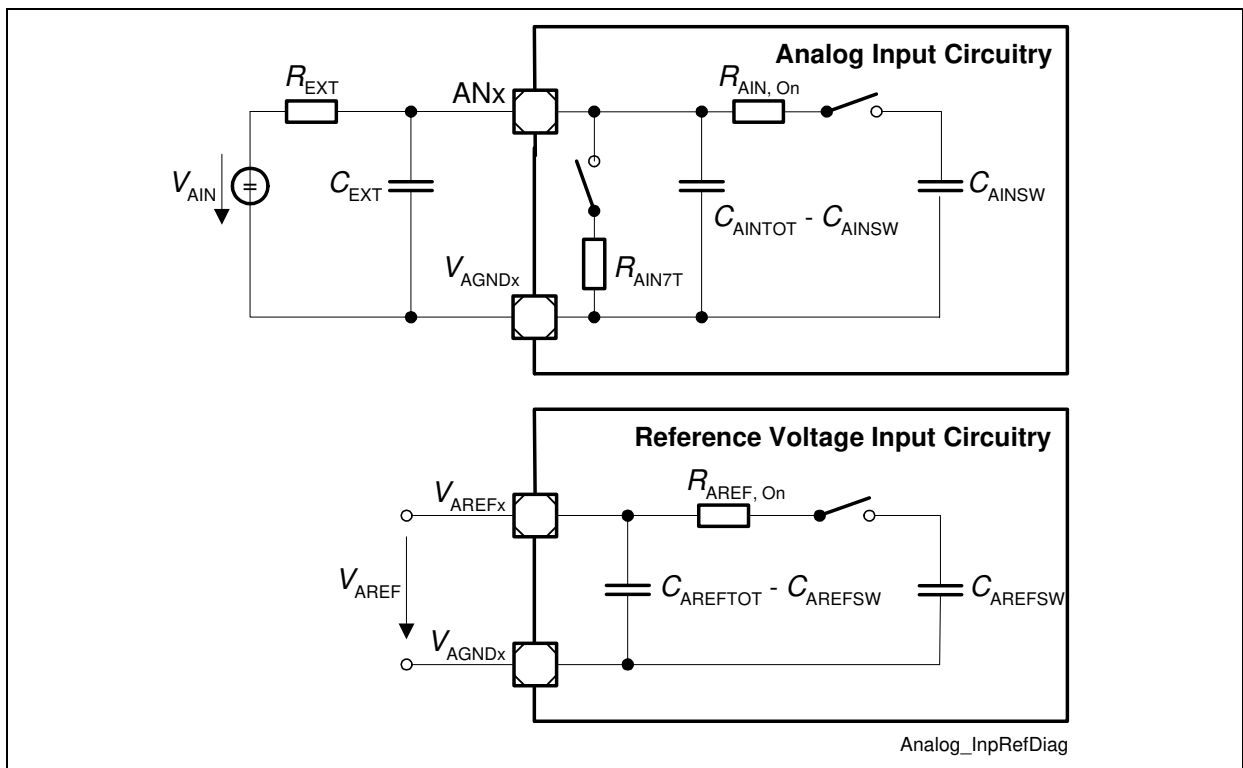 Analog Input Circuitry
R_EXT
ANx
R_AIN, On
V_AIN
=
C_EXT
C_AINTOT - C_AINSW
C_AINSW
V_AGNDx
R_AIN7T
Reference Voltage Input Circuitry
V_AREFx
R_AREF, On
V_AREF
C_AREFTOT - C_AREFSW
C_AREFSW
V_AGNDx
Analog_InpRefDiag